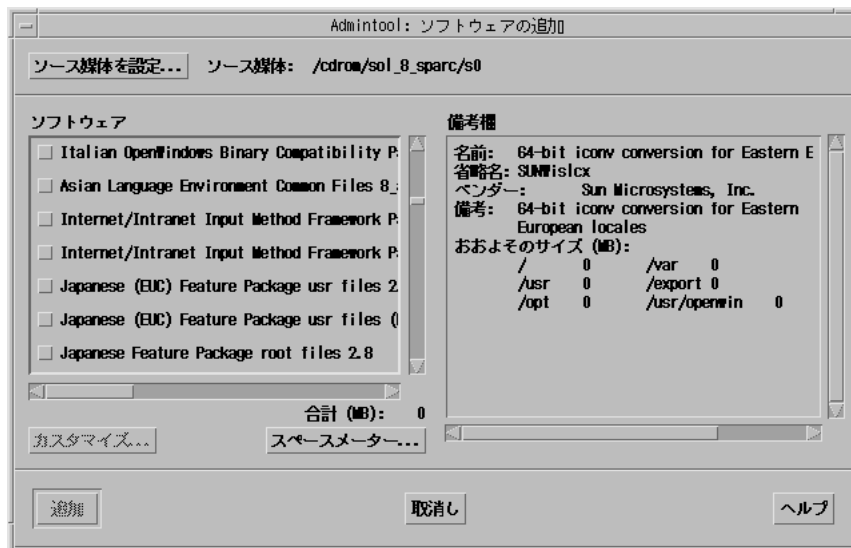 Admintool: ソフトウェアの追加
ソース媒体を設定... ソース媒体: /cdrom/sol_8_sparc/s0
ソフトウェア
Italian OpenWindows Binary Compatibility P
Asian Language Environment Common Files 8_
Internet/Intranet Input Method Framework P
Internet/Intranet Input Method Framework P
Japanese (EUC) Feature Package usr files 2
Japanese (EUC) Feature Package usr files (
Japanese Feature Package root files 2.8
合計 (MB): 0
カスタマイズ... スペースメーター...
備考欄
名前: 64-bit iconv conversion for Eastern E
省略名: SUNWislcx
ベンダー: Sun Microsystems, Inc.
備考: 64-bit iconv conversion for Eastern
European locales
おおよそのサイズ (MB):
/ 0 /var 0
/usr 0 /export 0
/opt 0 /usr/openwin 0
追加 取消し ヘルプ